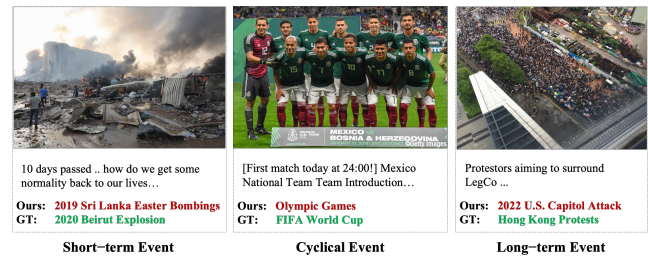 MEXICO
BOSNIA & HERZEGOVINA
©Getty Images
10 days passed .. how do we get some
normality back to our lives…
Ours: 2019 Sri Lanka Easter Bombings
GT: 2020 Beirut Explosion
Short−term Event
[First match today at 24:00!] Mexico
National Team Team Introduction…
Ours: Olympic Games
GT: FIFA World Cup
Cyclical Event
Protestors aiming to surround
LegCo ...
Ours: 2022 U.S. Capitol Attack
GT: Hong Kong Protests
Long−term Event